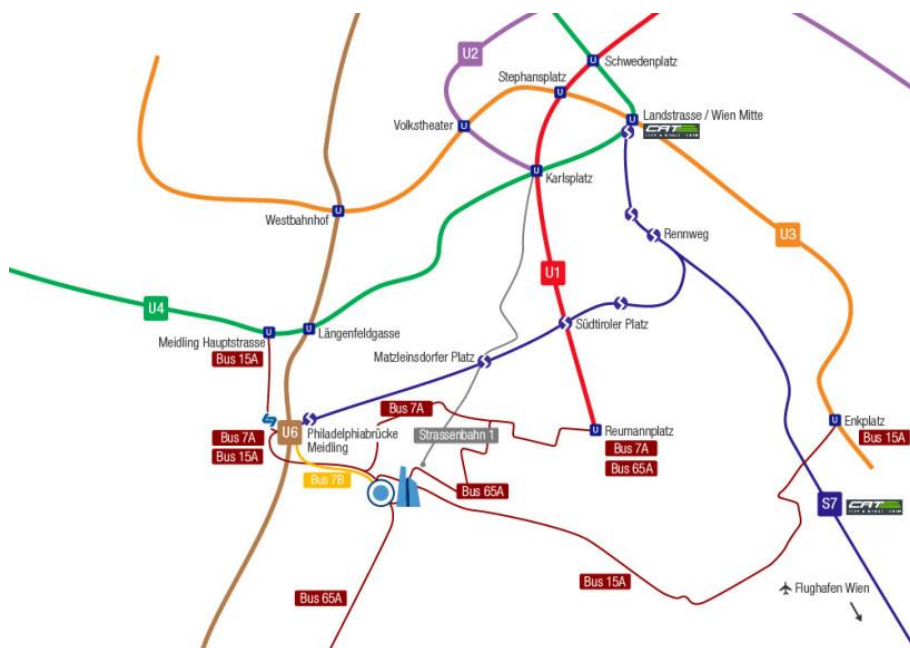 U2
Schwedenplatz
Stephansplatz
Landstrasse / Wien Mitte
CAT
Volkstheater
Karlsplatz
Westbahnhof
Rennweg
U3
U1
U4
Längenfeldgasse
Südtiroler Platz
Meidling Hauptstrasse
Bus 15A
Matzleinsdorfer Platz
Bus 7A
Enkplatz
Bus 15A
U6
Philadelphiabrücke
Meidling
Bus 7A
Bus 15A
Strassenbahn 1
Reumannplatz
Bus 7A
Bus 65A
Bus 7B
Bus 65A
S7
CAT
Bus 15A
Flughafen Wien
Bus 65A